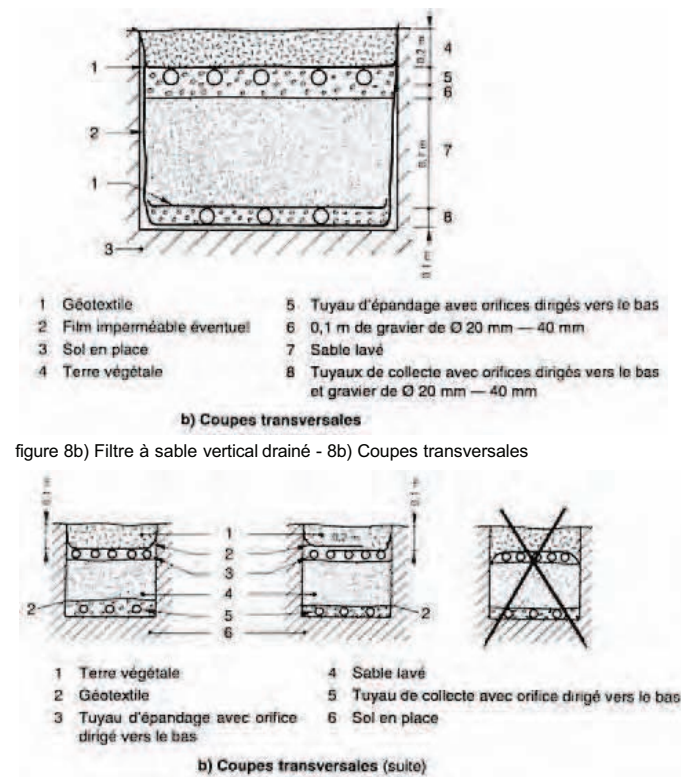 0,2 m
4
1
5
6
2
7
0,7 m
1
8
3
0,1 m
1 Géotextile
2 Film imperméable éventuel
3 Sol en place
4 Terre végétale
5 Tuyau d'épandage avec orifices dirigés vers le bas
6 0,1 m de gravier de Ø 20 mm — 40 mm
7 Sable lavé
8 Tuyaux de collecte avec orifices dirigés vers le bas
et gravier de Ø 20 mm — 40 mm
b) Coupes transversales
figure 8b) Filtre à sable vertical drainé - 8b) Coupes transversales
0,1 m
0,1 m
1
0,2 m
2
3
4
2
5
2
6
1 Terre végétale
2 Géotextile
3 Tuyau d'épandage avec orifice
dirigé vers le bas
4 Sable lavé
5 Tuyau de collecte avec orifice dirigé vers le bas
6 Sol en place
b) Coupes transversales (suite)